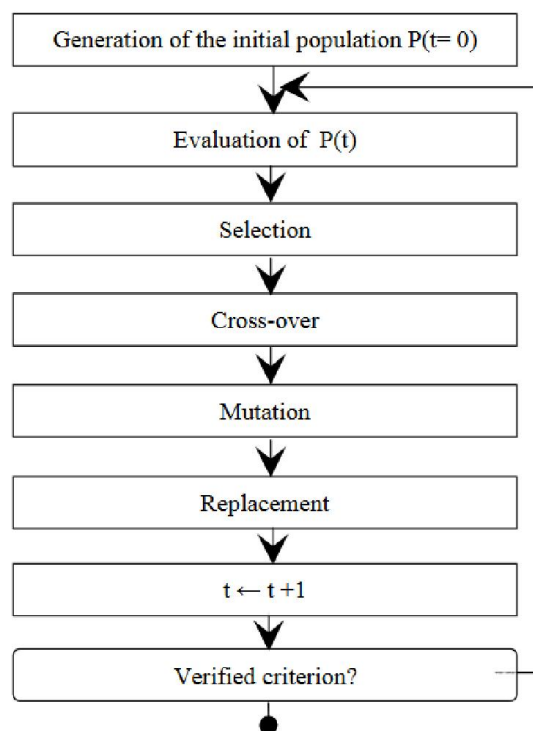 Generation of the initial population P(t= 0)
Evaluation of P(t)
Selection
Cross-over
Mutation
Replacement
t ← t +1
Verified criterion?